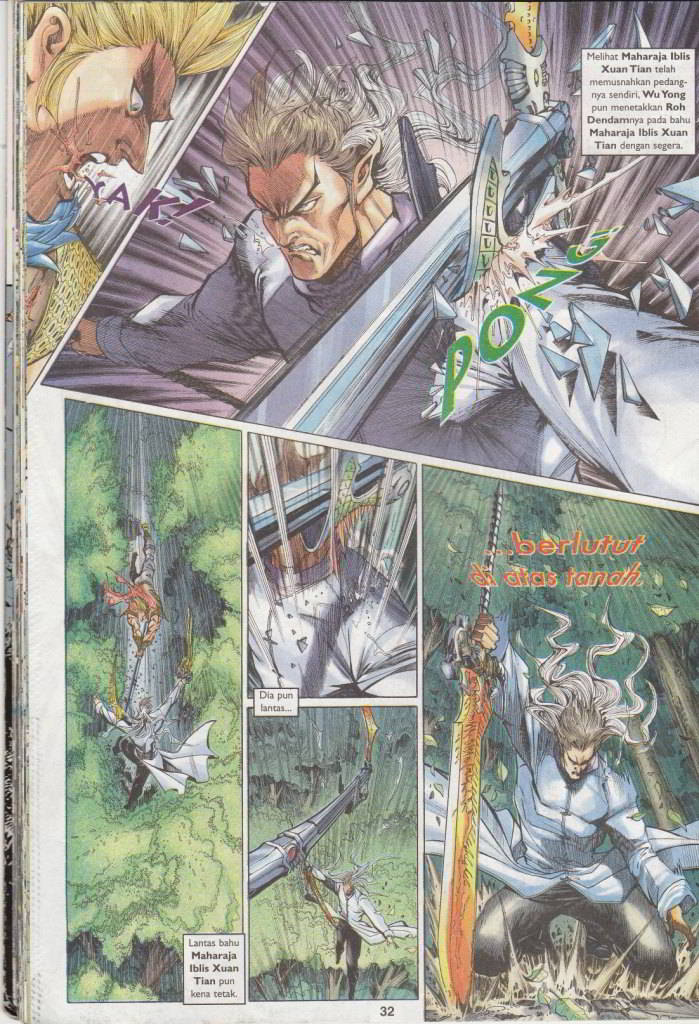 Melihat Maharaja Iblis
Xuan Tian telah
memusnahkan pedang-
nya sendiri, Wu Yong
pun menetakkan Roh
Dendamnya pada bahu
Maharaja Iblis Xuan
Tian dengan segera.
YAAK!
PONG
Lantas bahu
Maharaja
Iblis Xuan
Tian pun
kena tetak.
Dia pun
lantas...
...berlutut
di atas tanah.
32